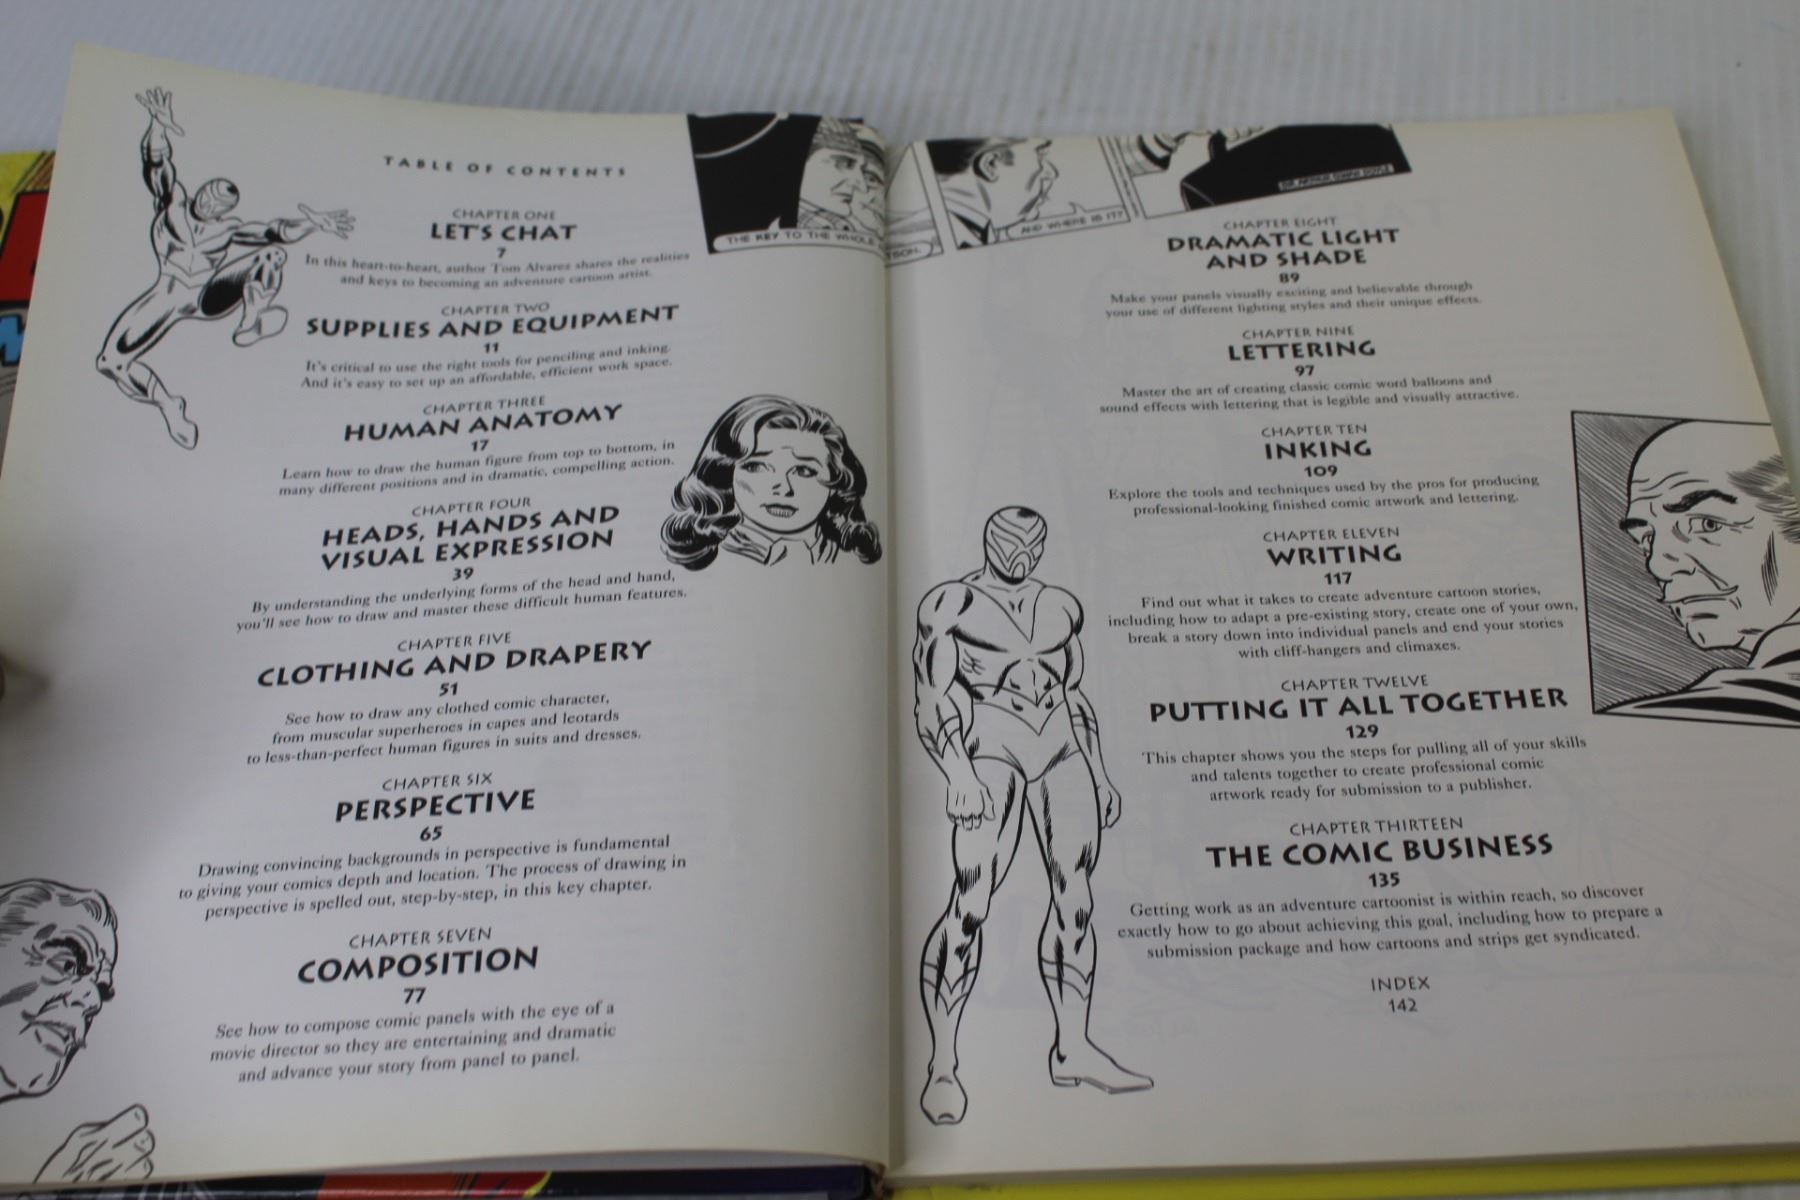 TABLE OF CONTENTS
CHAPTER ONE
LET'S CHAT
7
In this heart-to-heart, author Tom Alvarez shares the realities
and keys to becoming an adventure cartoon artist.
CHAPTER TWO
SUPPLIES AND EQUIPMENT
11
It's critical to use the right tools for penciling and inking.
And it's easy to set up an affordable, efficient work space.
CHAPTER THREE
HUMAN ANATOMY
17
Learn how to draw the human figure from top to bottom, in
many different positions and in dramatic, compelling action.
CHAPTER FOUR
HEADS, HANDS AND
VISUAL EXPRESSION
39
By understanding the underlying forms of the head and hand,
you'll see how to draw and master these difficult human features.
CHAPTER FIVE
CLOTHING AND DRAPERY
51
See how to draw any clothed comic character,
from muscular superheroes in capes and leotards
to less-than-perfect human figures in suits and dresses.
CHAPTER SIX
PERSPECTIVE
65
Drawing convincing backgrounds in perspective is fundamental
to giving your comics depth and location. The process of drawing in
perspective is spelled out, step-by-step, in this key chapter.
CHAPTER SEVEN
COMPOSITION
77
See how to compose comic panels with the eye of a
movie director so they are entertaining and dramatic
and advance your story from panel to panel.
THE KEY TO THE WHOLE
AND WHERE IS IT?
SIR ARTHUR CONAN DOYLE
CHAPTER EIGHT
DRAMATIC LIGHT
AND SHADE
89
Make your panels visually exciting and believable through
your use of different lighting styles and their unique effects.
CHAPTER NINE
LETTERING
97
Master the art of creating classic comic word balloons and
sound effects with lettering that is legible and visually attractive.
CHAPTER TEN
INKING
109
Explore the tools and techniques used by the pros for producing
professional-looking finished comic artwork and lettering.
CHAPTER ELEVEN
WRITING
117
Find out what it takes to create adventure cartoon stories,
including how to adapt a pre-existing story, create one of your own,
break a story down into individual panels and end your stories
with cliff-hangers and climaxes.
CHAPTER TWELVE
PUTTING IT ALL TOGETHER
129
This chapter shows you the steps for pulling all of your skills
and talents together to create professional comic
artwork ready for submission to a publisher.
CHAPTER THIRTEEN
THE COMIC BUSINESS
135
Getting work as an adventure cartoonist is within reach, so discover
exactly how to go about achieving this goal, including how to prepare a
submission package and how cartoons and strips get syndicated.
INDEX
142